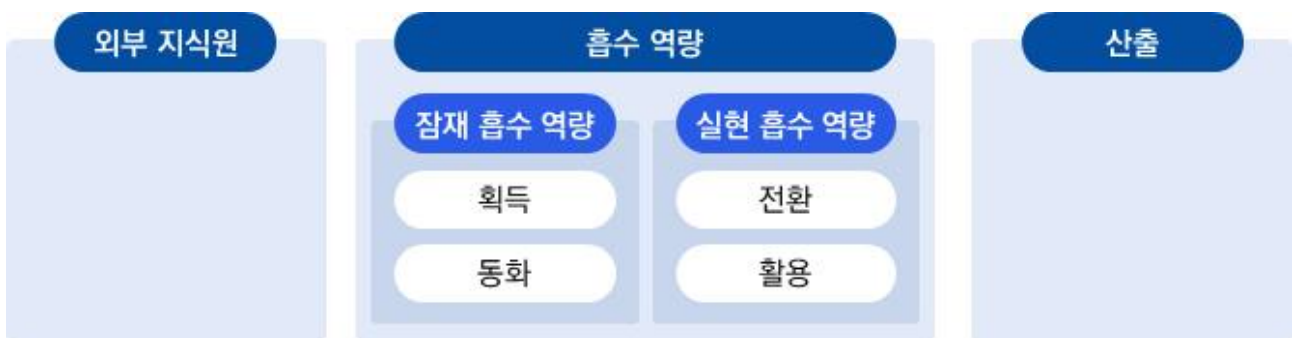 외부 지식원
흡수 역량
산출
잠재 흡수 역량
실현 흡수 역량
획득
전환
동화
활용